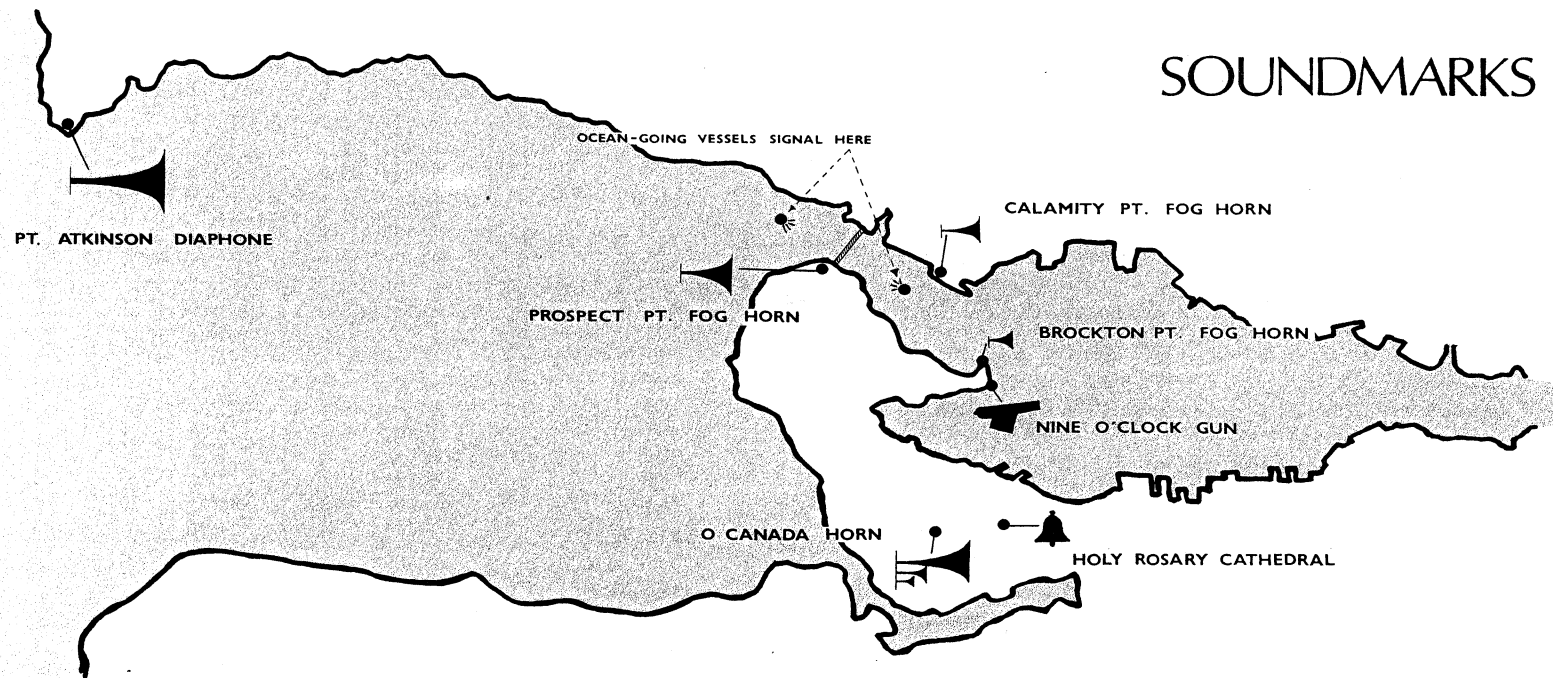 SOUNDMARKS
OCEAN-GOING VESSELS SIGNAL HERE
CALAMITY PT. FOG HORN
PT. ATKINSON DIAPHONE
PROSPECT PT. FOG HORN
BROCKTON PT. FOG HORN
NINE O'CLOCK GUN
O CANADA HORN
HOLY ROSARY CATHEDRAL